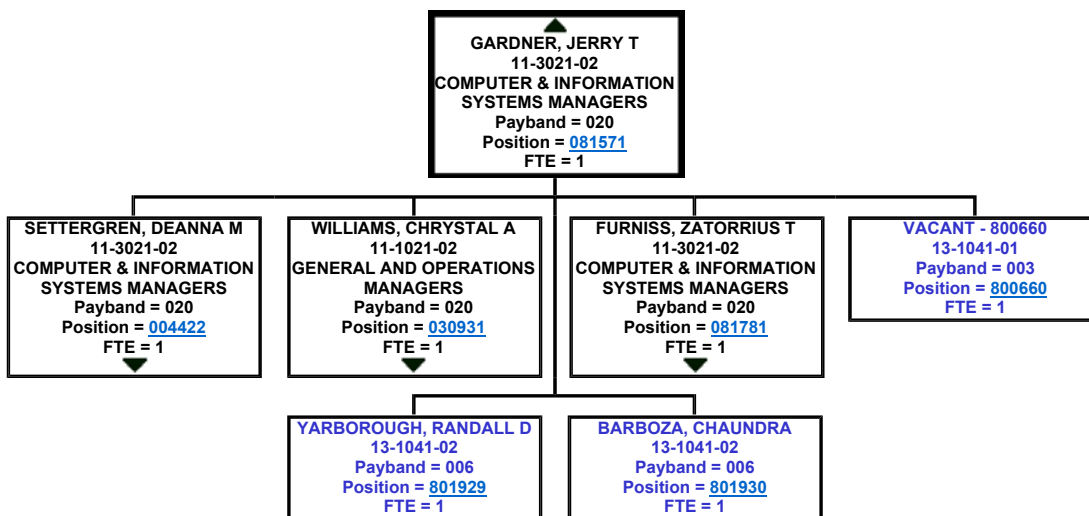 GARDNER, JERRY T
11-3021-02
COMPUTER & INFORMATION
SYSTEMS MANAGERS
Payband = 020
Position = 081571
FTE = 1
SETTERGREN, DEANNA M
11-3021-02
COMPUTER & INFORMATION
SYSTEMS MANAGERS
Payband = 020
Position = 004422
FTE = 1
WILLIAMS, CHRYSTAL A
11-1021-02
GENERAL AND OPERATIONS
MANAGERS
Payband = 020
Position = 030931
FTE = 1
FURNISS, ZATORRIUS T
11-3021-02
COMPUTER & INFORMATION
SYSTEMS MANAGERS
Payband = 020
Position = 081781
FTE = 1
VACANT - 800660
13-1041-01
Payband = 003
Position = 800660
FTE = 1
YARBOROUGH, RANDALL D
13-1041-02
Payband = 006
Position = 801929
FTE = 1
BARBOZA, CHAUNDRA
13-1041-02
Payband = 006
Position = 801930
FTE = 1